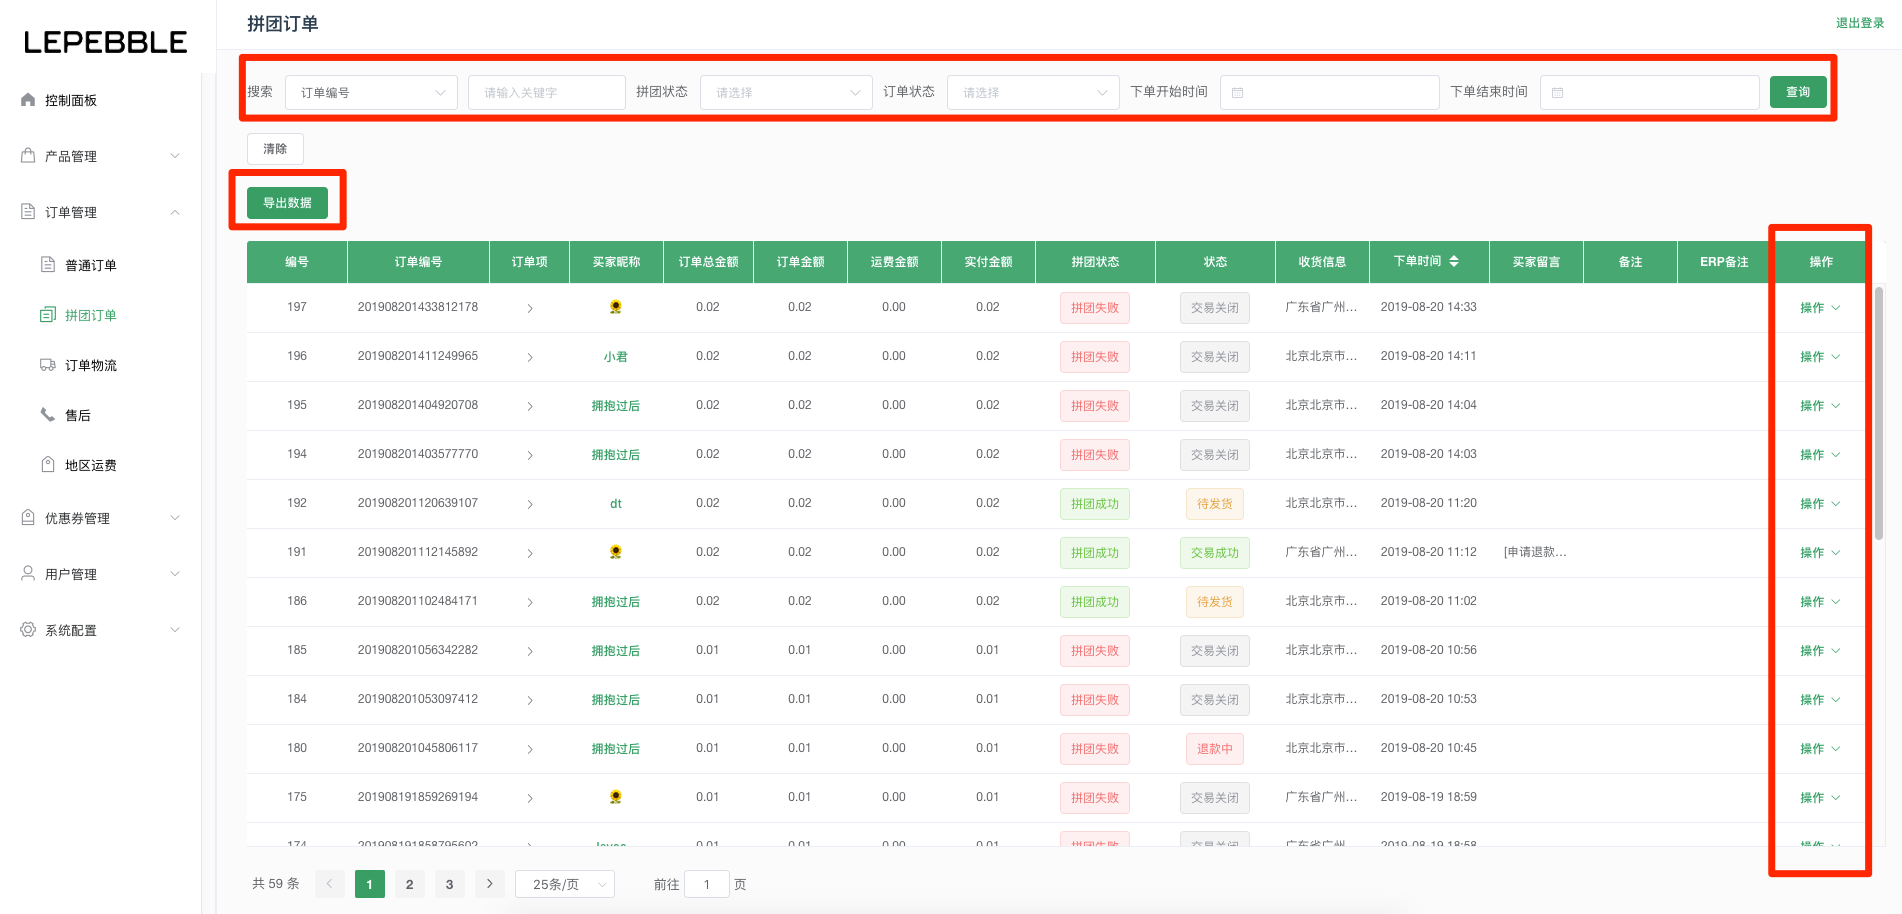 LEPEBBLE
控制面板
产品管理
订单管理
普通订单
拼团订单
订单物流
售后
地区运费
优惠券管理
用户管理
系统配置
拼团订单
退出登录
搜索 订单编号 请输入关键字 拼团状态 请选择 订单状态 请选择 下单开始时间 下单结束时间 查询
清除
导出数据
编号 订单编号 订单项 买家昵称 订单总金额 订单金额 运费金额 实付金额 拼团状态 状态 收货信息 下单时间 买家留言 备注 ERP备注 操作
197 201908201433812178 0.02 0.02 0.00 0.02 拼团失败 交易关闭 广东省广州... 2019-08-20 14:33 操作
196 201908201411249965 小君 0.02 0.02 0.00 0.02 拼团失败 交易关闭 北京北京市... 2019-08-20 14:11 操作
195 201908201404920708 拥抱过后 0.02 0.02 0.00 0.02 拼团失败 交易关闭 北京北京市... 2019-08-20 14:04 操作
194 201908201403577770 拥抱过后 0.02 0.02 0.00 0.02 拼团失败 交易关闭 北京北京市... 2019-08-20 14:03 操作
192 201908201120639107 dt 0.02 0.02 0.00 0.02 拼团成功 待发货 北京北京市... 2019-08-20 11:20 操作
191 201908201112145892 0.02 0.02 0.00 0.02 拼团成功 交易成功 广东省广州... 2019-08-20 11:12 [申请退款... 操作
186 201908201102484171 拥抱过后 0.02 0.02 0.00 0.02 拼团成功 待发货 北京北京市... 2019-08-20 11:02 操作
185 201908201056342282 拥抱过后 0.01 0.01 0.00 0.01 拼团失败 交易关闭 北京北京市... 2019-08-20 10:56 操作
184 201908201053097412 拥抱过后 0.01 0.01 0.00 0.01 拼团失败 交易关闭 北京北京市... 2019-08-20 10:53 操作
180 201908201045806117 拥抱过后 0.01 0.01 0.00 0.01 拼团失败 退款中 北京北京市... 2019-08-20 10:45 操作
175 201908191859269194 0.01 0.01 0.00 0.01 拼团失败 交易关闭 广东省广州... 2019-08-19 18:59 操作
174 201908191858795602 0.01 0.01 0.00 0.01 拼团失败 交易关闭 广东省广州... 2019-08-19 18:58 操作
共 59 条 1 2 3 25条/页 前往 1 页